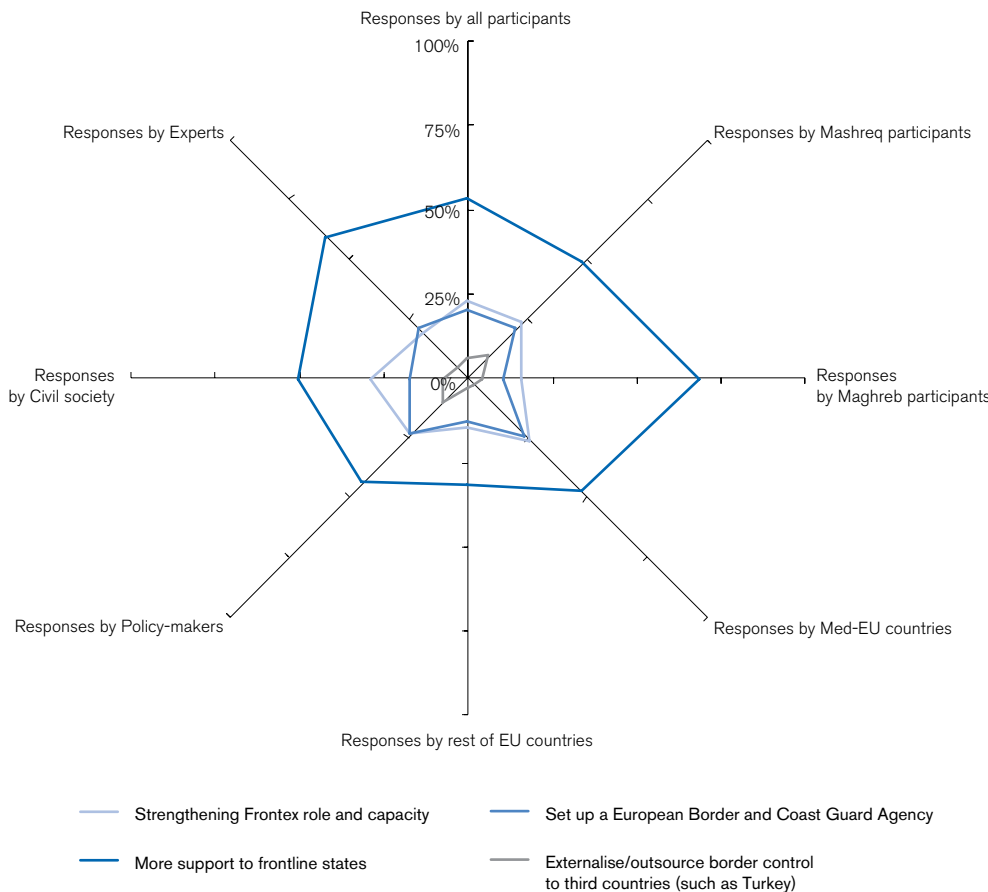 Responses by all participants
100%
Responses by Experts
75%
Responses by Mashreq participants
50%
25%
Responses
by Civil society
0%
Responses
by Maghreb participants
Responses by Policy-makers
Responses by Med-EU countries
Responses by rest of EU countries
Strengthening Frontex role and capacity
Set up a European Border and Coast Guard Agency
More support to frontline states
Externalise/outsource border control
to third countries (such as Turkey)